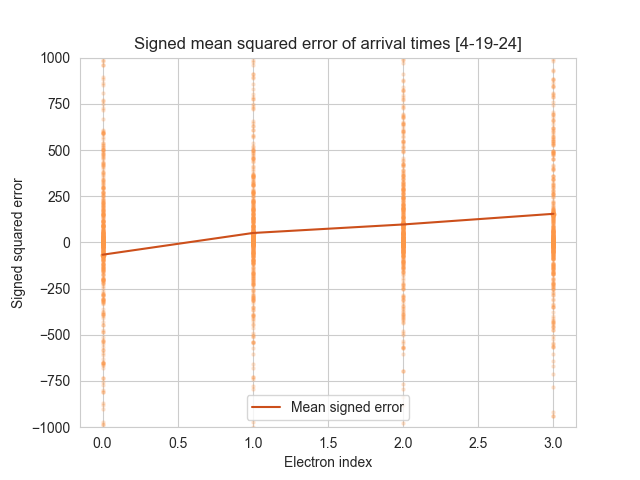 Signed mean squared error of arrival times [4-19-24]
1000
750
500
250
0
−250
−500
−750
−1000
Signed squared error
Mean signed error
0.0 0.5 1.0 1.5 2.0 2.5 3.0
Electron index